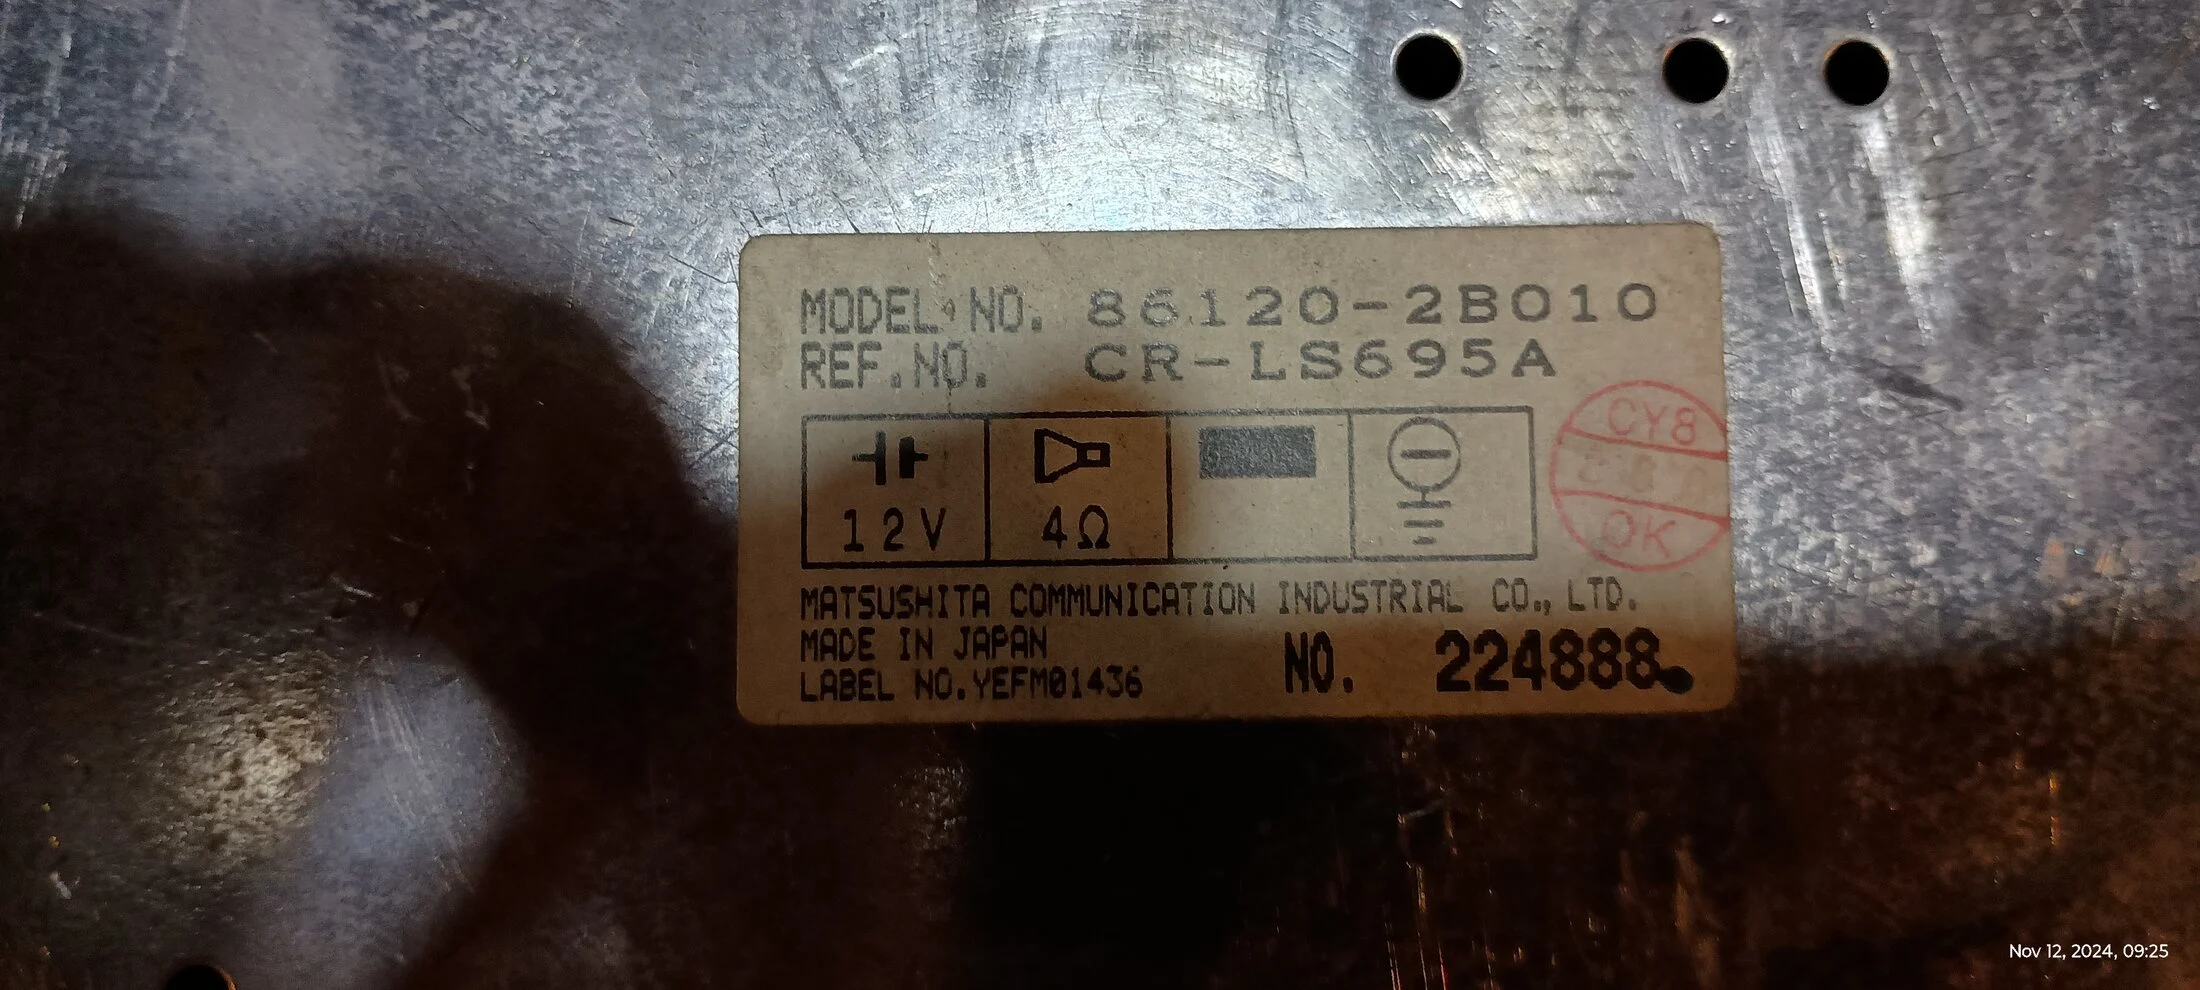 MODEL NO. 86120-2B010
REF.NO. CR-LS695A
12V 4Ω
CY8
OK
MATSUSHITA COMMUNICATION INDUSTRIAL CO., LTD.
MADE IN JAPAN
NO. 224888
LABEL NO.YEFM01436
Nov 12, 2024, 09:25